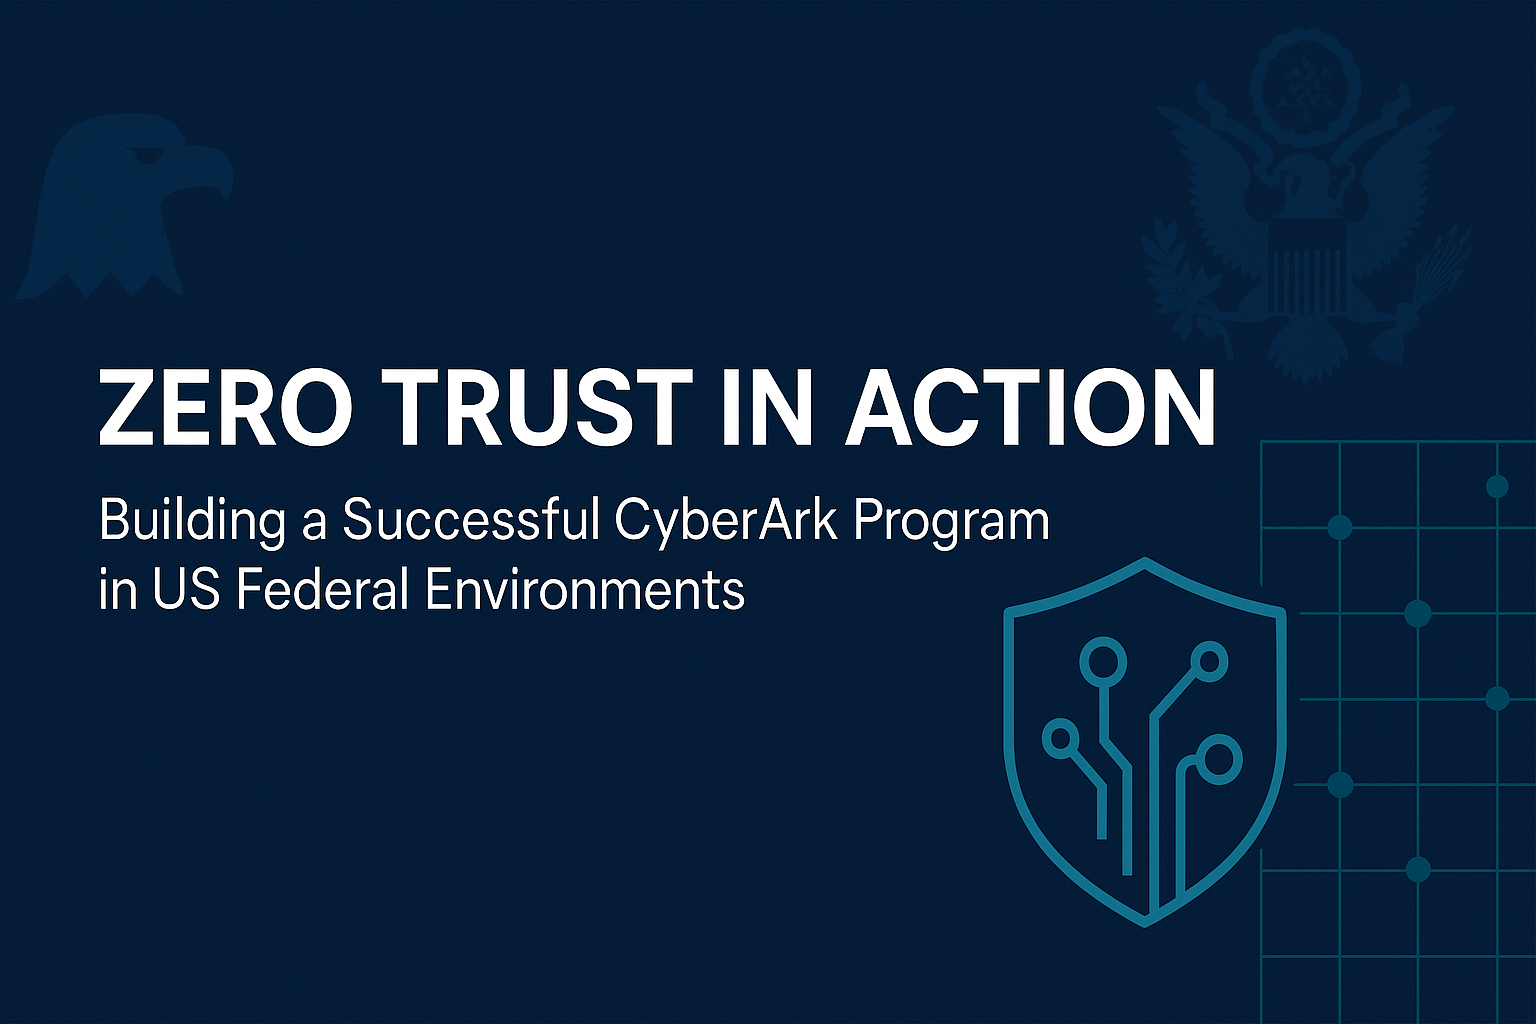 ZERO TRUST IN ACTION
Building a Successful CyberArk Program
in US Federal Environments